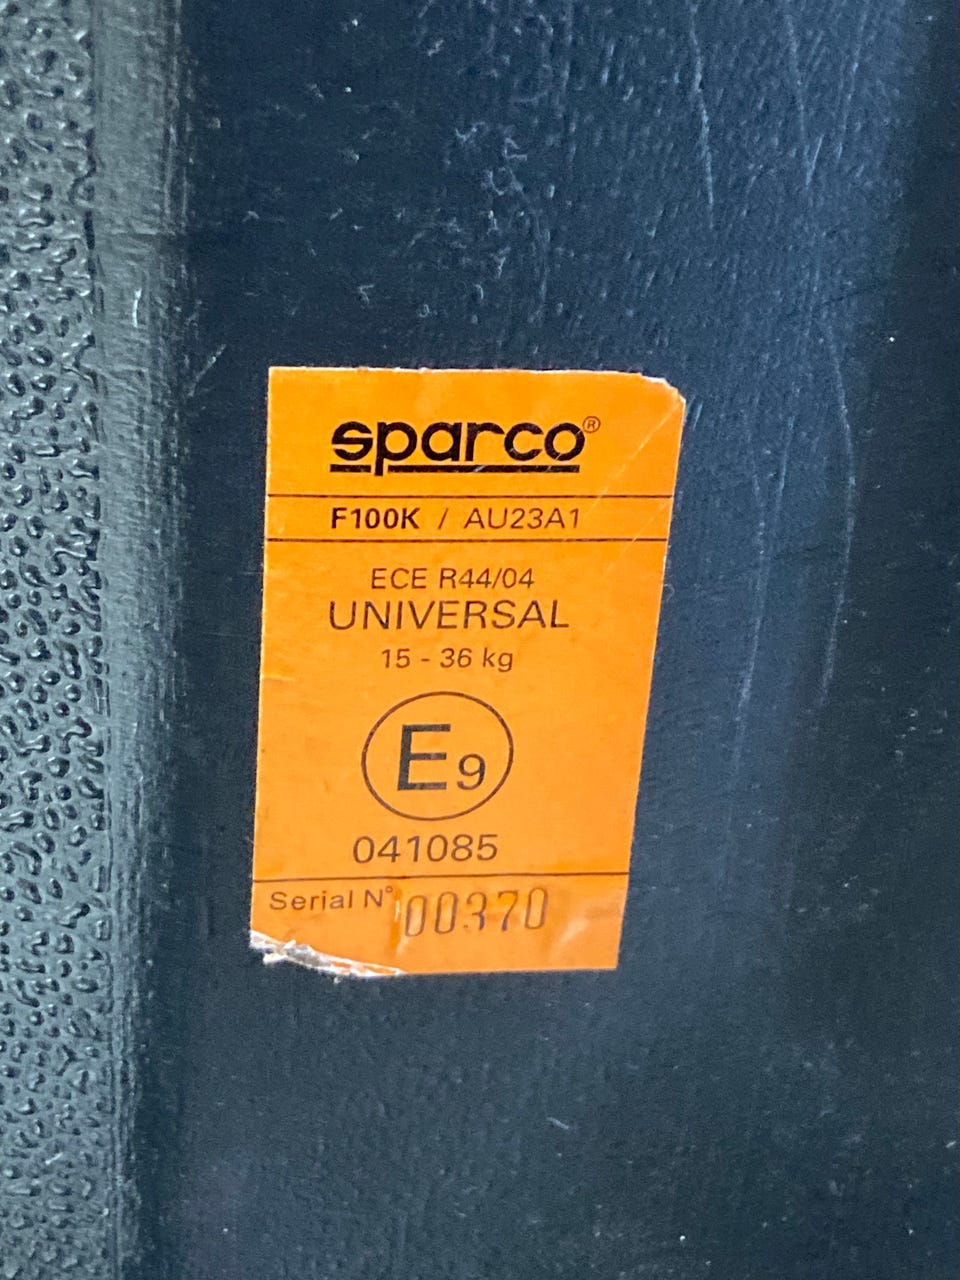 sparco®
F100K / AU23A1
ECE R44/04
UNIVERSAL
15 - 36 kg
E9
041085
Serial N° 00370